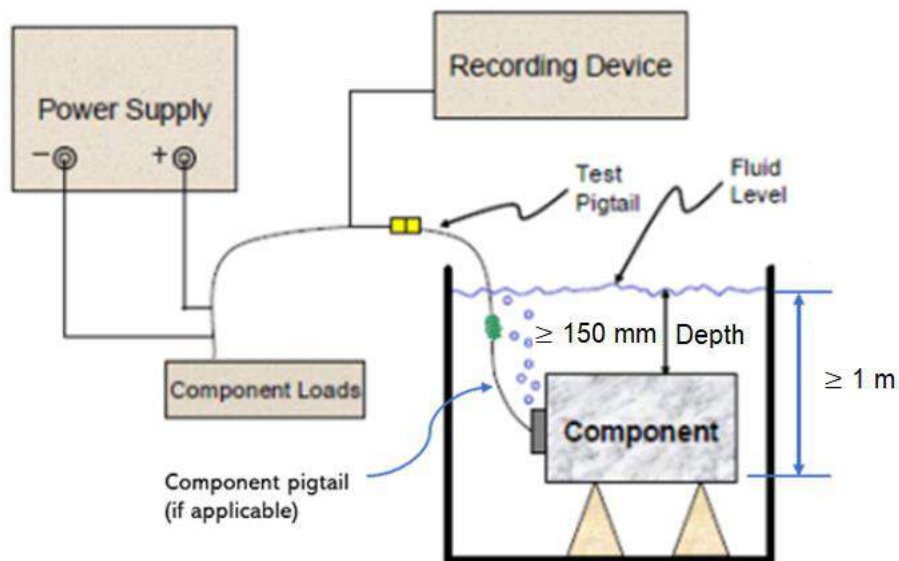 Power Supply
− +
Recording Device
Test
Pigtail
Fluid
Level
≥ 150 mm
Depth
≥ 1 m
Component Loads
Component
Component pigtail
(if applicable)